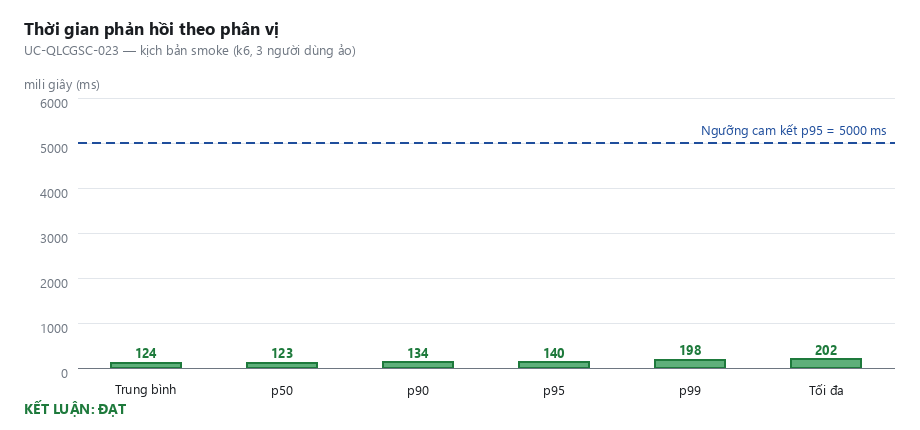 Thời gian phản hồi theo phân vị
UC-QLCGSC-023 — kịch bản smoke (k6, 3 người dùng ảo)
mili giây (ms)
6000
Ngưỡng cam kết p95 = 5000 ms
5000
4000
3000
2000
1000
0
124 123 134 140 198 202
Trung bình p50 p90 p95 p99 Tối đa
KẾT LUẬN: ĐẠT